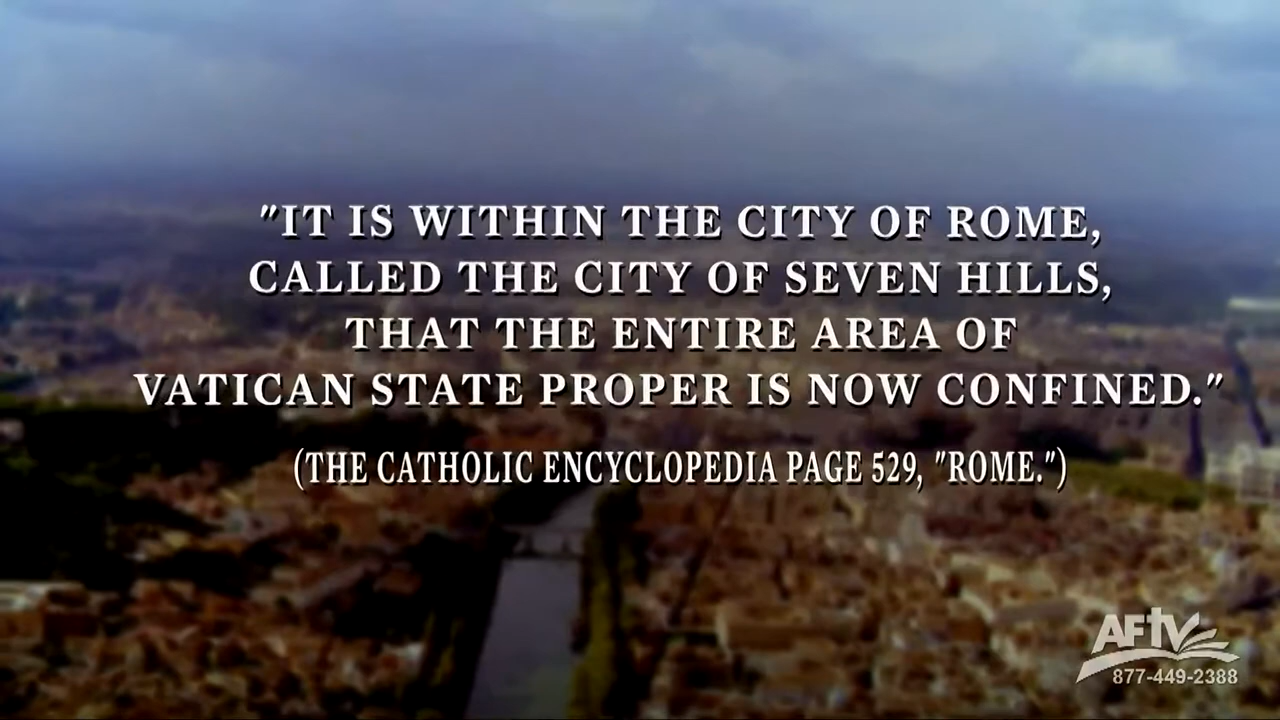 "IT IS WITHIN THE CITY OF ROME,
CALLED THE CITY OF SEVEN HILLS,
THAT THE ENTIRE AREA OF
VATICAN STATE PROPER IS NOW CONFINED."
(THE CATHOLIC ENCYCLOPEDIA PAGE 529, "ROME.")
AFTV
877-449-2388